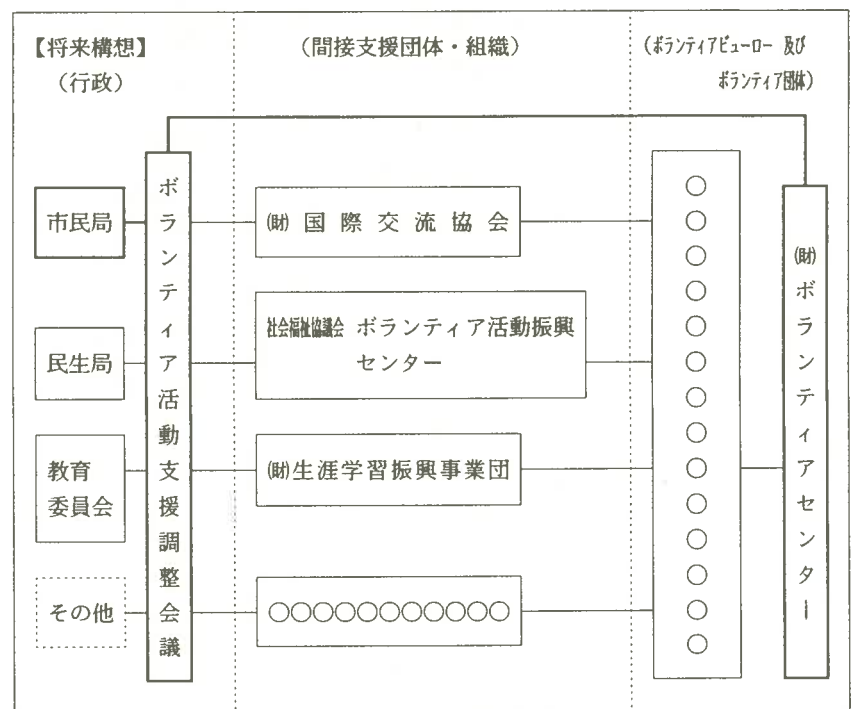 【将来構想】
(行政)
(間接支援団体・組織)
(ボランティアビューロー 及び
ボランティア団体)
市民局
民生局
教育
委員会
その他
ボランティア活動支援調整会議
(財)国際交流協会
社会福祉協議会 ボランティア活動振興
センター
(財)生涯学習振興事業団
○○○○○○○○○○○
○○○○○○○○○○○○○○
(財)ボランティアセンター